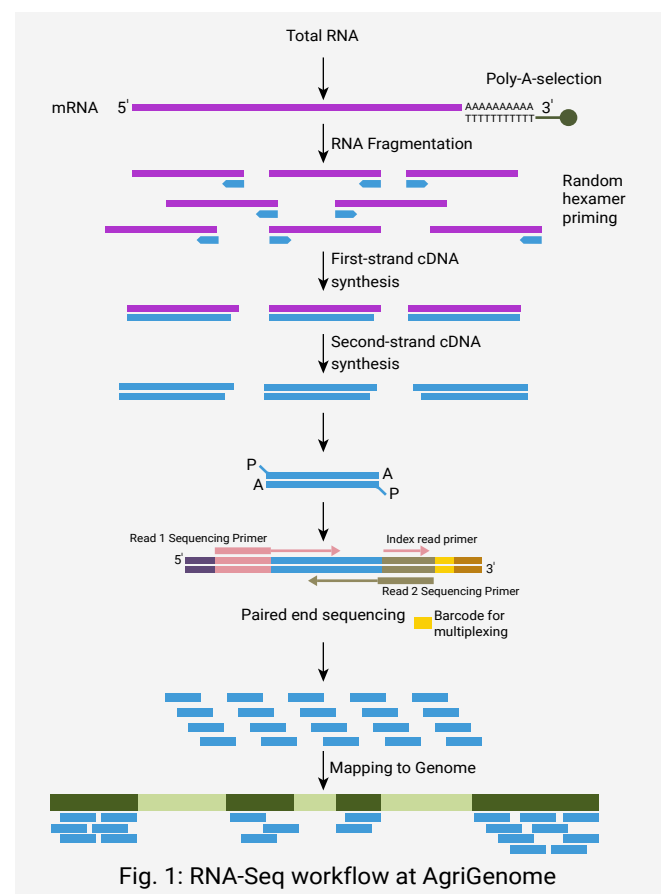 Total RNA
Poly-A-selection
mRNA 5' AAAAAAAAAA 3'
TTTTTTTTTTT
RNA Fragmentation
Random
hexamer
priming
First-strand cDNA
synthesis
Second-strand cDNA
synthesis
P
A
A
P
Read 1 Sequencing Primer
Index read primer
5'
3'
Read 2 Sequencing Primer
Paired end sequencing
Barcode for
multiplexing
Mapping to Genome
Fig. 1: RNA-Seq workflow at AgriGenome